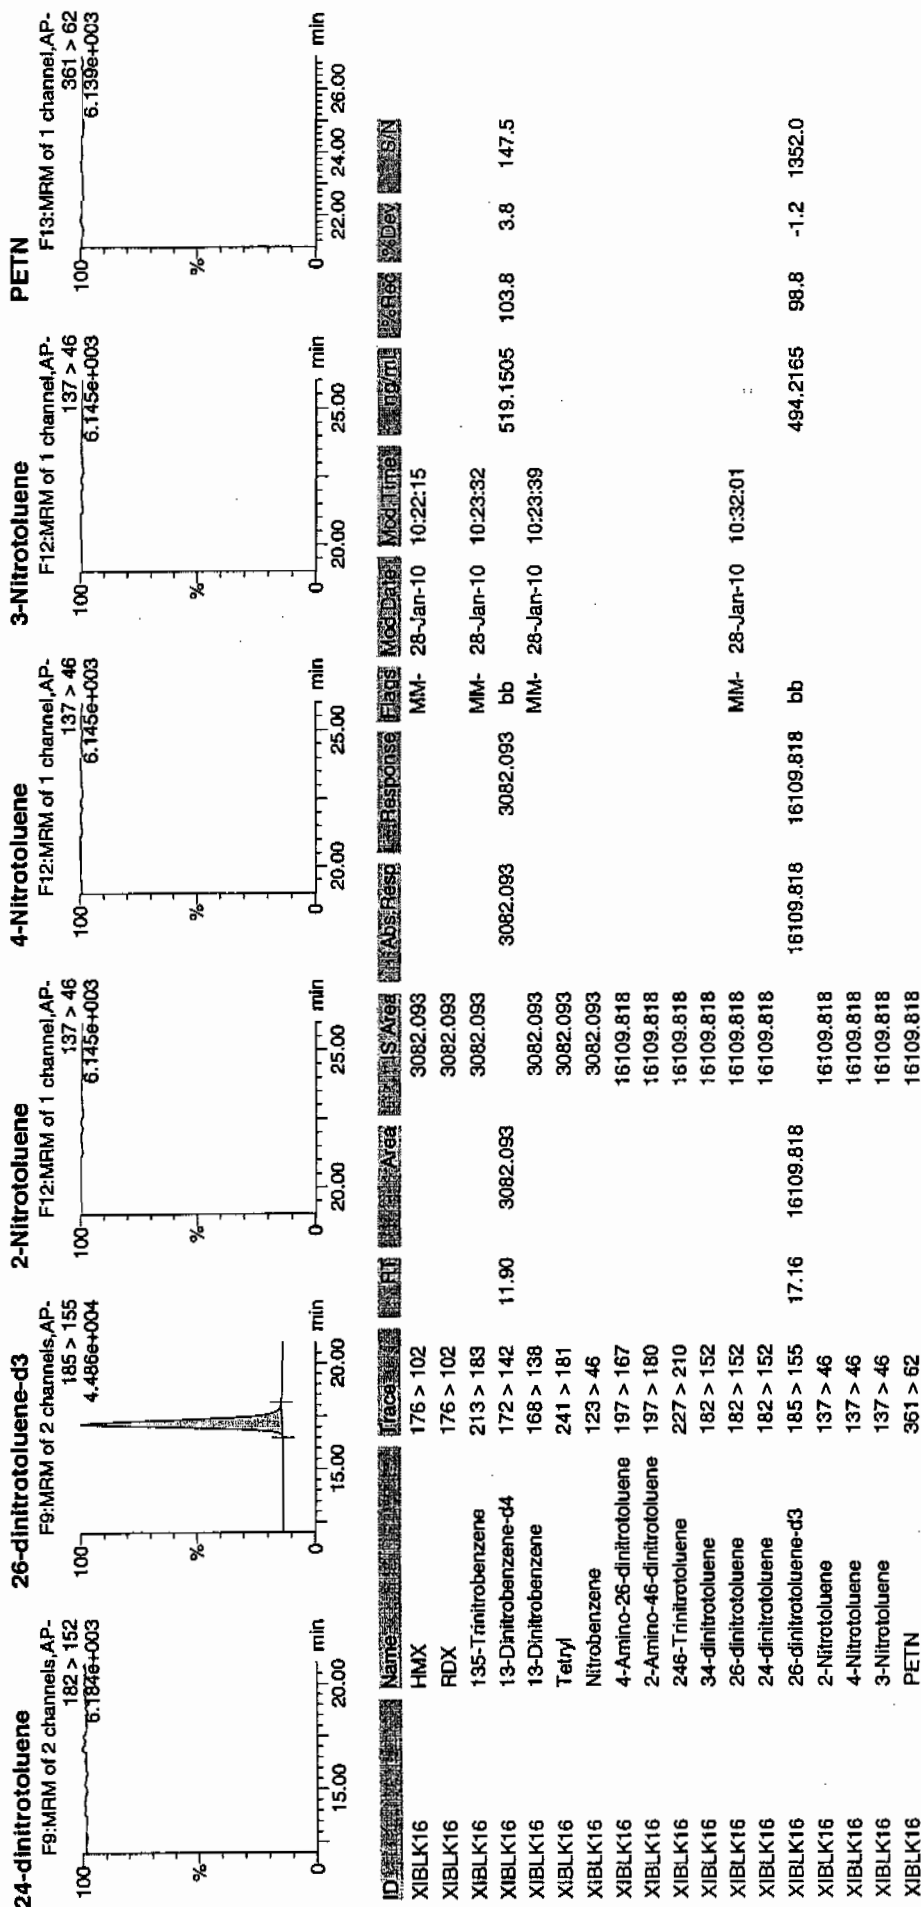 24-dinitrotoluene
F9:MRM of 2 channels,AP-
182 > 152
6.184e+003
100
%
0
15.00 20.00 min
26-dinitrotoluene-d3
F9:MRM of 2 channels,AP-
185 > 155
4.486e+004
100
%
0
15.00 20.00 min
2-Nitrotoluene
F12:MRM of 1 channel,AP-
137 > 46
6.145e+003
100
%
0
20.00 25.00 min
4-Nitrotoluene
F12:MRM of 1 channel,AP-
137 > 46
6.145e+003
100
%
0
20.00 25.00 min
3-Nitrotoluene
F12:MRM of 1 channel,AP-
137 > 46
6.145e+003
100
%
0
20.00 25.00 min
PETN
F13:MRM of 1 channel,AP-
361 > 62
6.139e+003
100
%
0
22.00 24.00 26.00 min
ID Name Trace RT Area IS Area Abs.Resp Response Flags Mod.Date Mod.Time ng/ml %Rec %Dev S/N
XIBLK16 HMX 176 > 102 3082.093 MM- 28-Jan-10 10:22:15
XIBLK16 RDX 176 > 102 3082.093
XIBLK16 135-Trinitrobenzene 213 > 183 3082.093 MM- 28-Jan-10 10:23:32
XIBLK16 13-Dinitrobenzene-d4 172 > 142 11.90 3082.093 3082.093 3082.093 bb 519.1505 103.8 3.8 147.5
XIBLK16 13-Dinitrobenzene 168 > 138 3082.093 MM- 28-Jan-10 10:23:39
XIBLK16 Tetryl 241 > 181 3082.093
XIBLK16 Nitrobenzene 123 > 46 3082.093
XIBLK16 4-Amino-26-dinitrotoluene 197 > 167 16109.818
XIBLK16 2-Amino-46-dinitrotoluene 197 > 180 16109.818
XIBLK16 246-Trinitrotoluene 227 > 210 16109.818
XIBLK16 34-dinitrotoluene 182 > 152 16109.818
XIBLK16 26-dinitrotoluene 182 > 152 16109.818 MM- 28-Jan-10 10:32:01
XIBLK16 24-dinitrotoluene 182 > 152 16109.818
XIBLK16 26-dinitrotoluene-d3 185 > 155 17.16 16109.818 16109.818 16109.818 bb 494.2165 98.8 -1.2 1352.0
XIBLK16 2-Nitrotoluene 137 > 46 16109.818
XIBLK16 4-Nitrotoluene 137 > 46 16109.818
XIBLK16 3-Nitrotoluene 137 > 46 16109.818
XIBLK16 PETN 361 > 62 16109.818